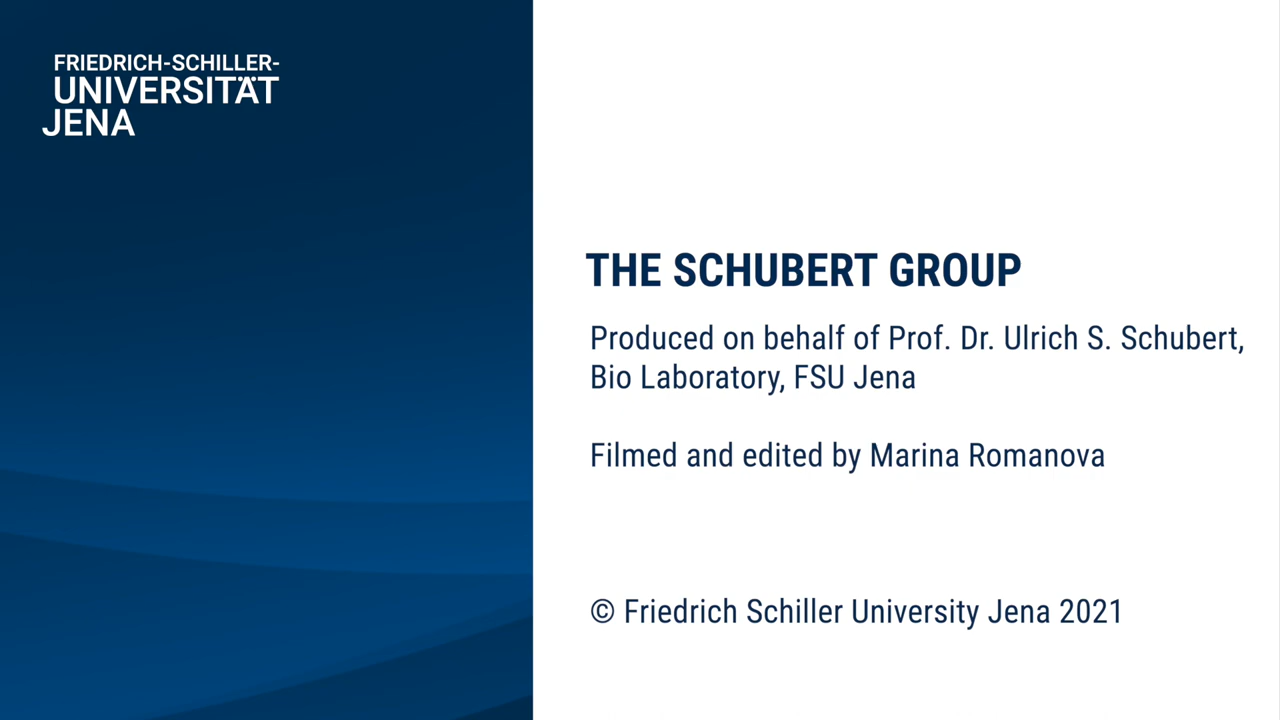 FRIEDRICH-SCHILLER-
UNIVERSITÄT
JENA
THE SCHUBERT GROUP
Produced on behalf of Prof. Dr. Ulrich S. Schubert,
Bio Laboratory, FSU Jena
Filmed and edited by Marina Romanova
© Friedrich Schiller University Jena 2021